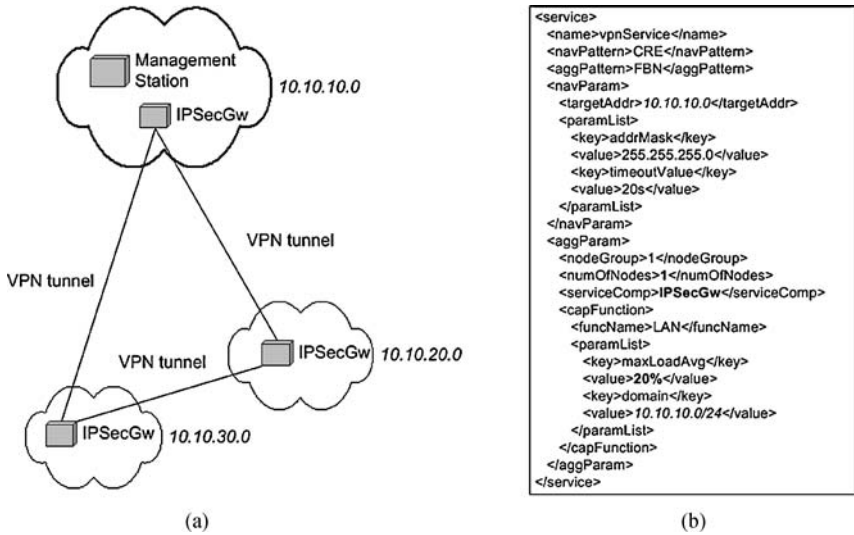 Management
Station
10.10.10.0
IPSecGw
VPN tunnel
VPN tunnel
VPN tunnel
IPSecGw
10.10.20.0
IPSecGw
10.10.30.0
(a)
<service>
<name>vpnService</name>
<navPattern>CRE</navPattern>
<aggPattern>FBN</aggPattern>
<navParam>
<targetAddr>10.10.10.0</targetAddr>
<paramList>
<key>addrMask</key>
<value>255.255.255.0</value>
<key>timeoutValue</key>
<value>20s</value>
</paramList>
</navParam>
<aggParam>
<nodeGroup>1</nodeGroup>
<numOfNodes>1</numOfNodes>
<serviceComp>IPSecGw</serviceComp>
<capFunction>
<funcName>LAN</funcName>
<paramList>
<key>maxLoadAvg</key>
<value>20%</value>
<key>domain</key>
<value>10.10.10.0/24</value>
</paramList>
</capFunction>
</aggParam>
</service>
(b)